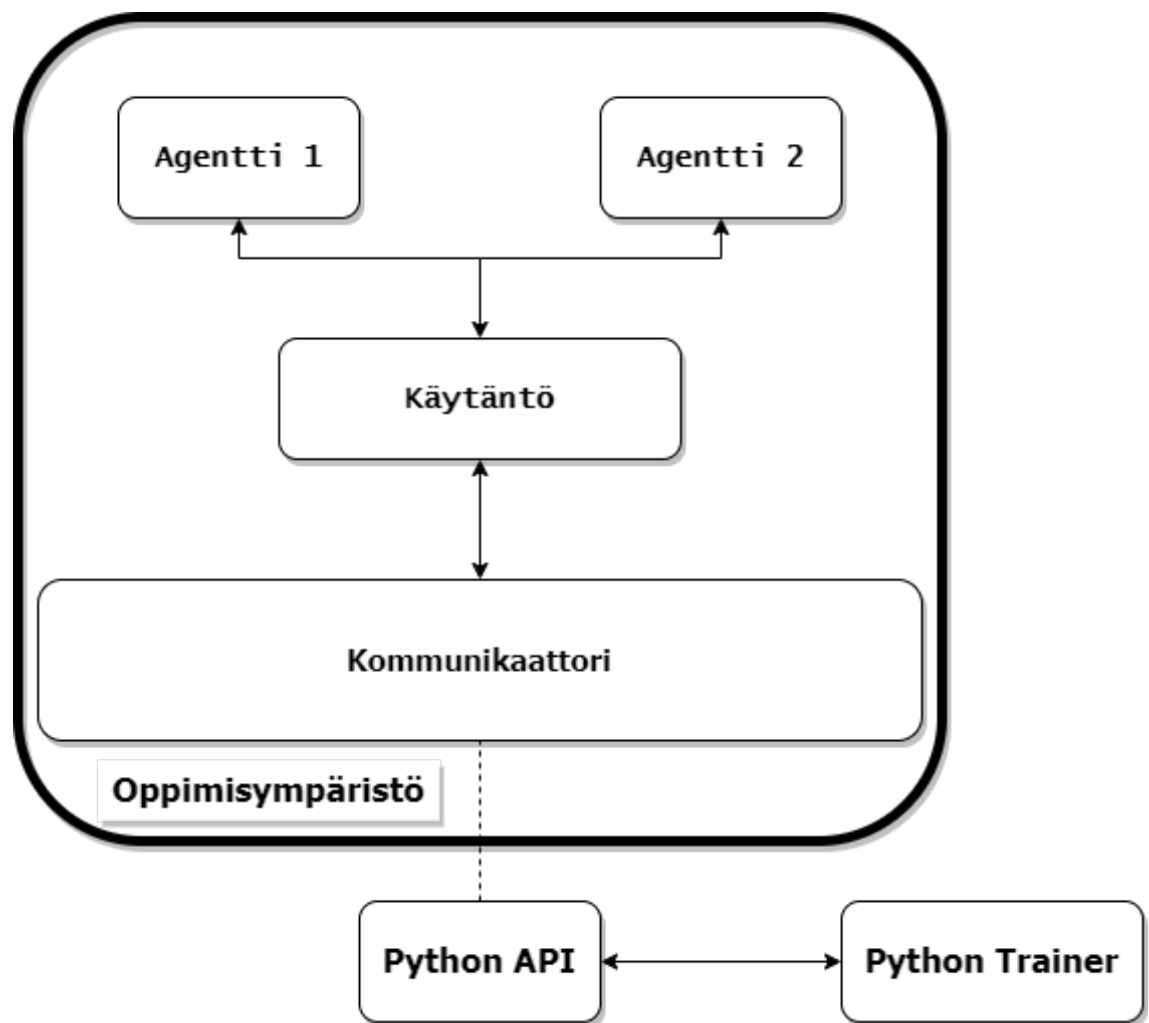 Agentti 1
Agentti 2
Käytäntö
Kommunikaattori
Oppimisympäristö
Python API
Python Trainer